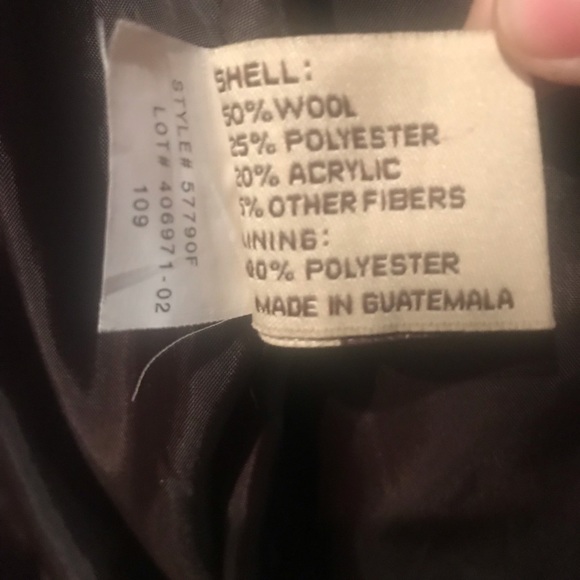 SHELL:
50% WOOL
25% POLYESTER
20% ACRYLIC
5% OTHER FIBERS
LINING:
100% POLYESTER
MADE IN GUATEMALA
STYLE# 57790F
LOT# 406971-02
109